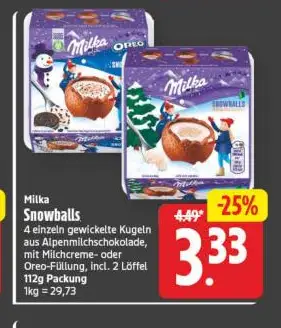 Milka OREO
Milka
SNOWBALLS
Milka
Snowballs
4 einzeln gewickelte Kugeln
aus Alpenmilchschokolade,
mit Milchcreme- oder
Oreo-Füllung, incl. 2 Löffel
112g Packung
1kg = 29,73
-25%
4.49*
3.33